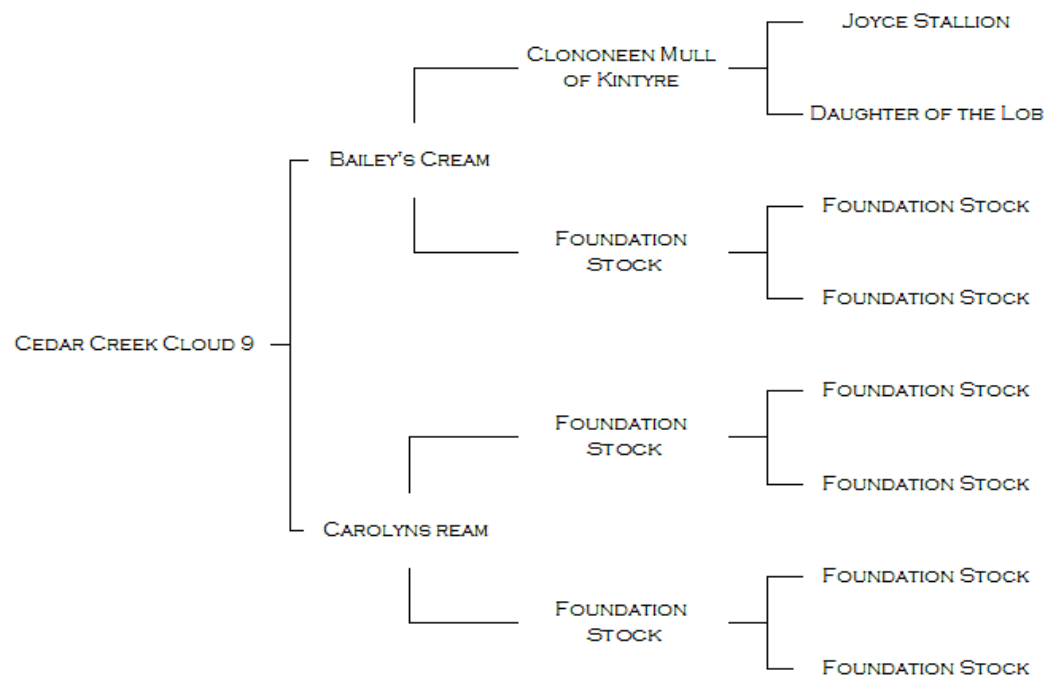 Joyce Stallion
Clononeen Mull
of Kintyre
Daughter of the Lob
Bailey's Cream
Foundation Stock
Foundation
Stock
Foundation Stock
Cedar Creek Cloud 9
Foundation Stock
Foundation
Stock
Foundation Stock
Carolyns ream
Foundation Stock
Foundation
Stock
Foundation Stock